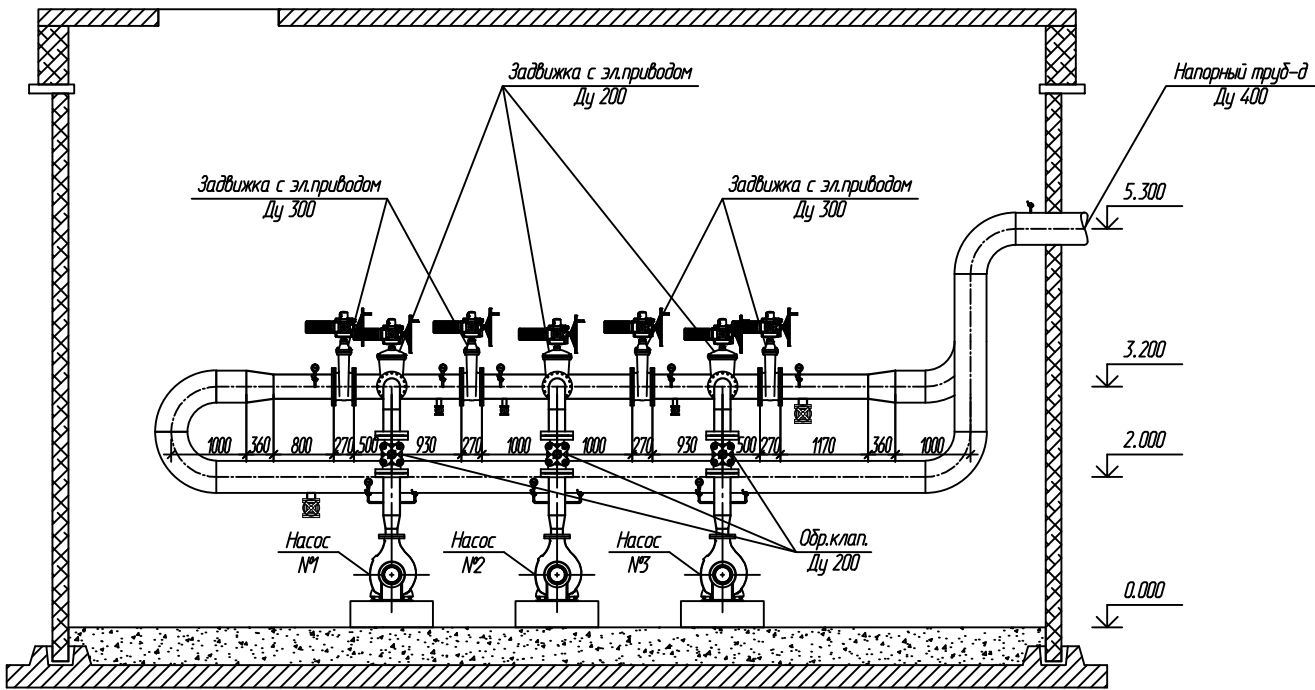 Задвижка с эл.приводом
Ду 200
Напорный труб-д
Ду 400
Задвижка с эл.приводом
Ду 300
Задвижка с эл.приводом
Ду 300
5.300
3.200
1000 360 800 270 500 930 270 1000 1000 270 930 500 270 1170 360 1000
2.000
Насос
№1
Насос
№2
Насос
№3
Обр.клап.
Ду 200
0.000